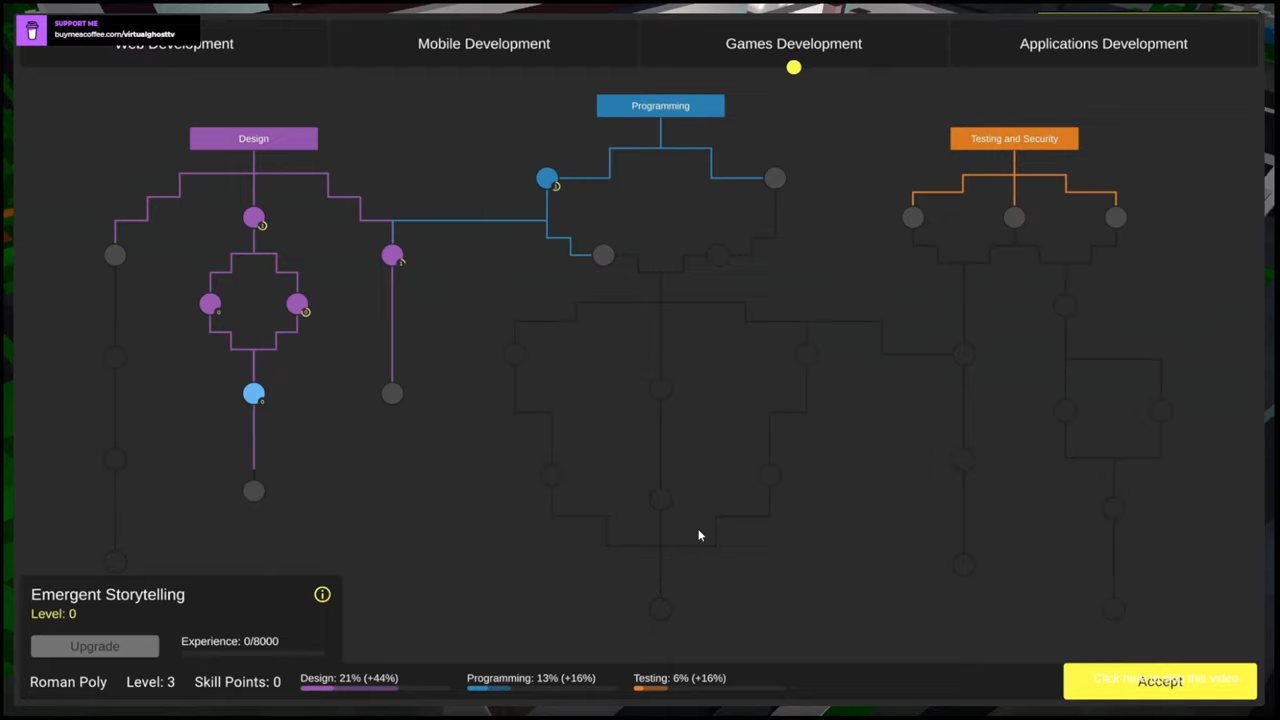 SUPPORT ME
buymeacoffee.com/virtualghosttv
Web Development
Mobile Development
Games Development
Applications Development
Programming
Design
Testing and Security
Emergent Storytelling
Level: 0
Upgrade
Experience: 0/8000
Roman Poly
Level: 3
Skill Points: 0
Design: 21% (+44%)
Programming: 13% (+16%)
Testing: 6% (+16%)
Accept